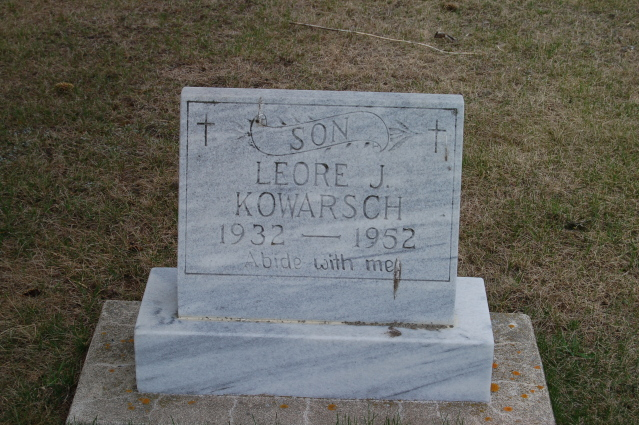 SON
LEORE J.
KOWARSCH
1932 — 1952
Abide with me